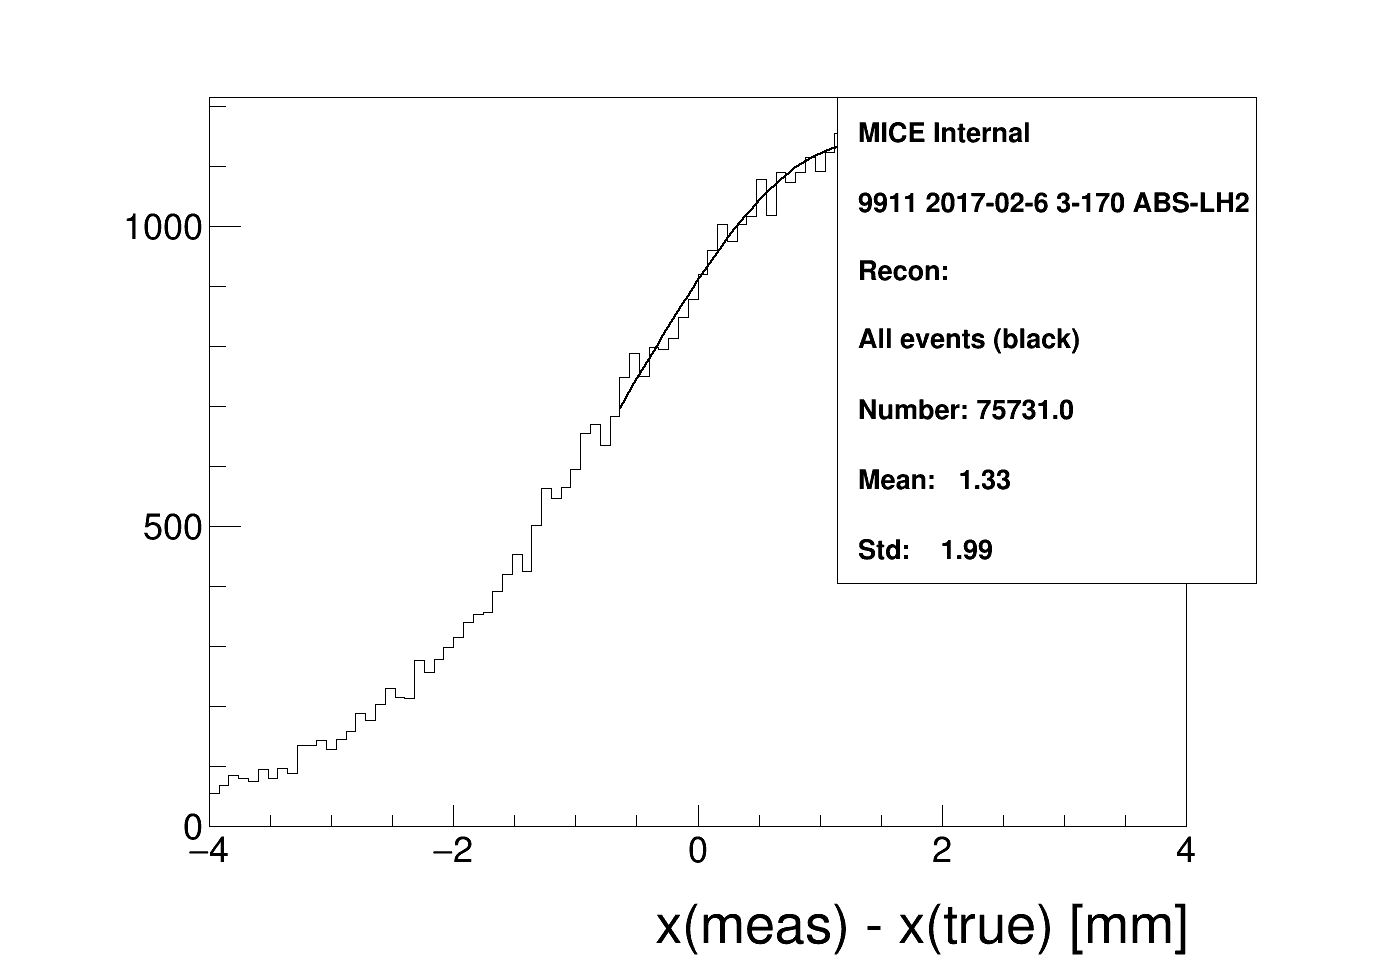 MICE Internal
9911 2017-02-6 3-170 ABS-LH2
Recon:
All events (black)
Number: 75731.0
Mean: 1.33
Std: 1.99
1000
500
0
−4 −2 0 2 4
x(meas) - x(true) [mm]